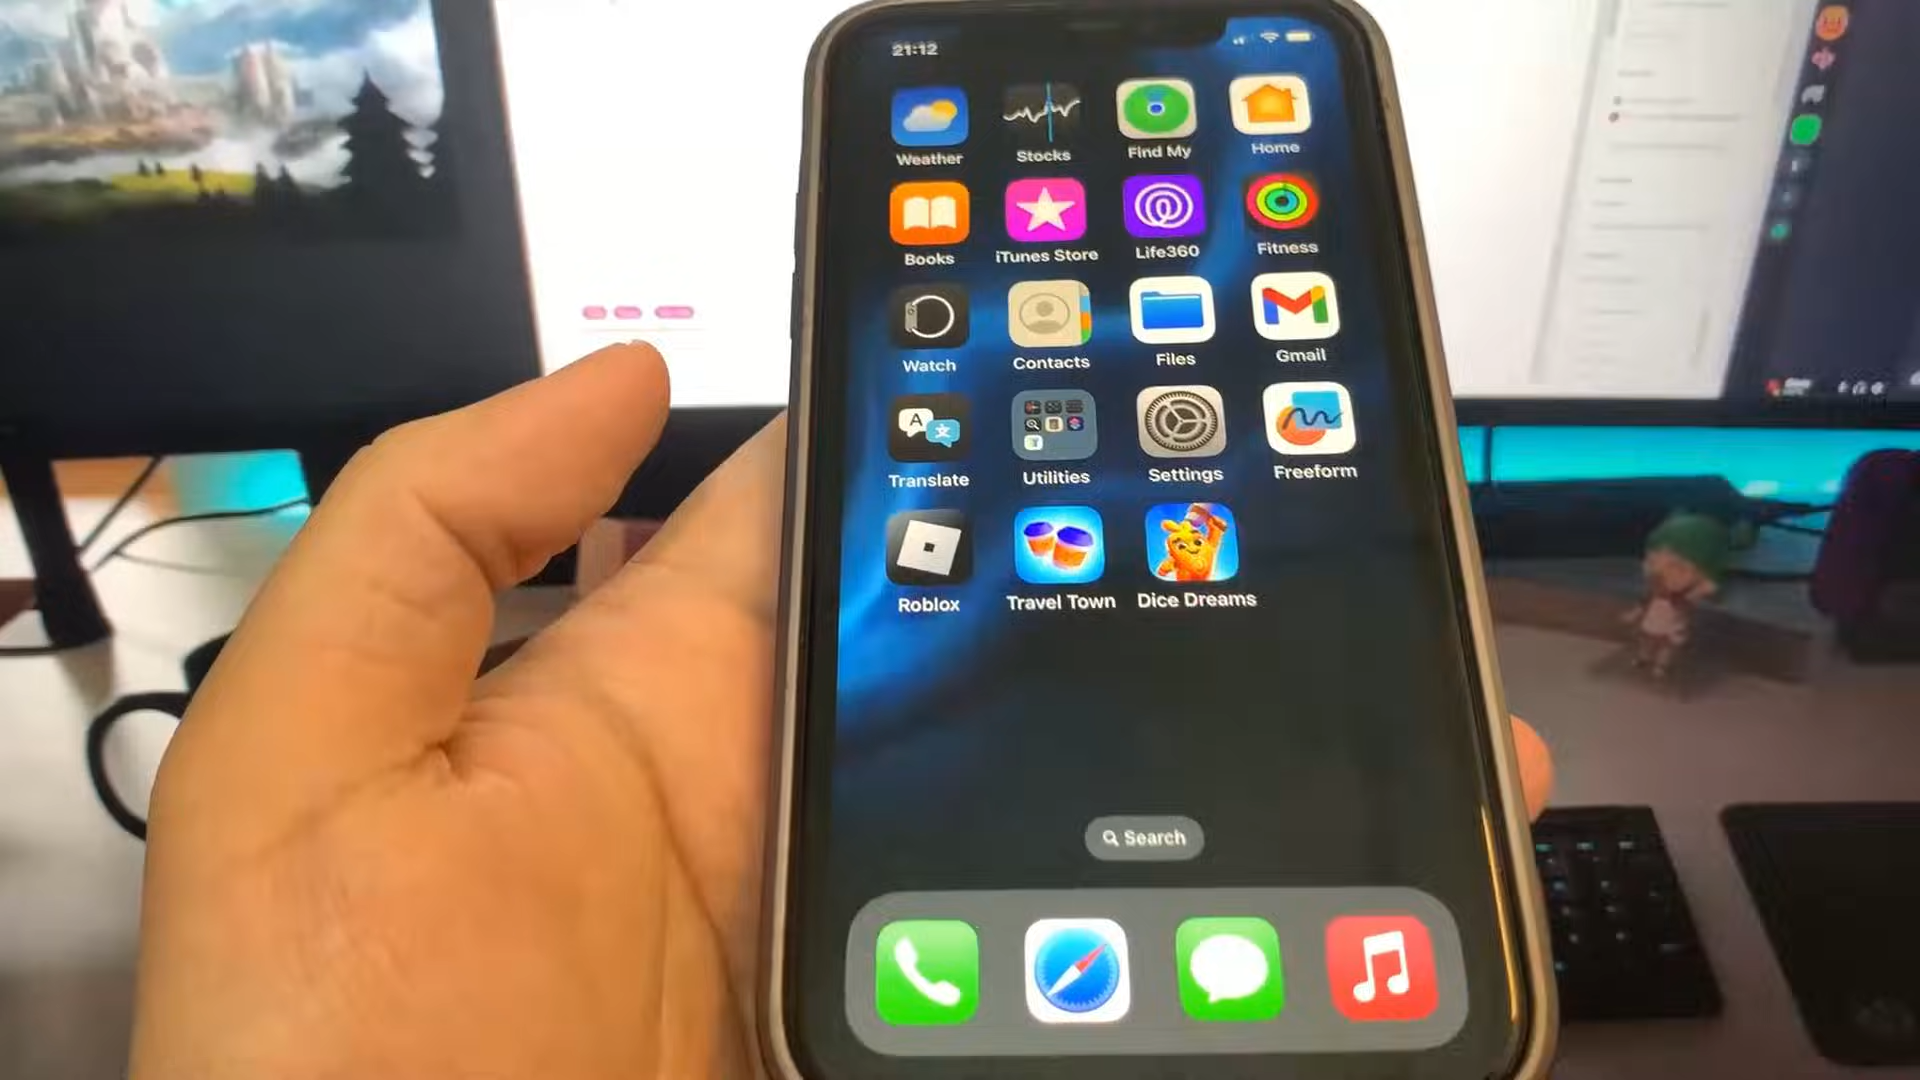 21:12
Weather Stocks Find My Home
Books iTunes Store Life360 Fitness
Watch Contacts Files Gmail
Translate Utilities Settings Freeform
Roblox Travel Town Dice Dreams
Search